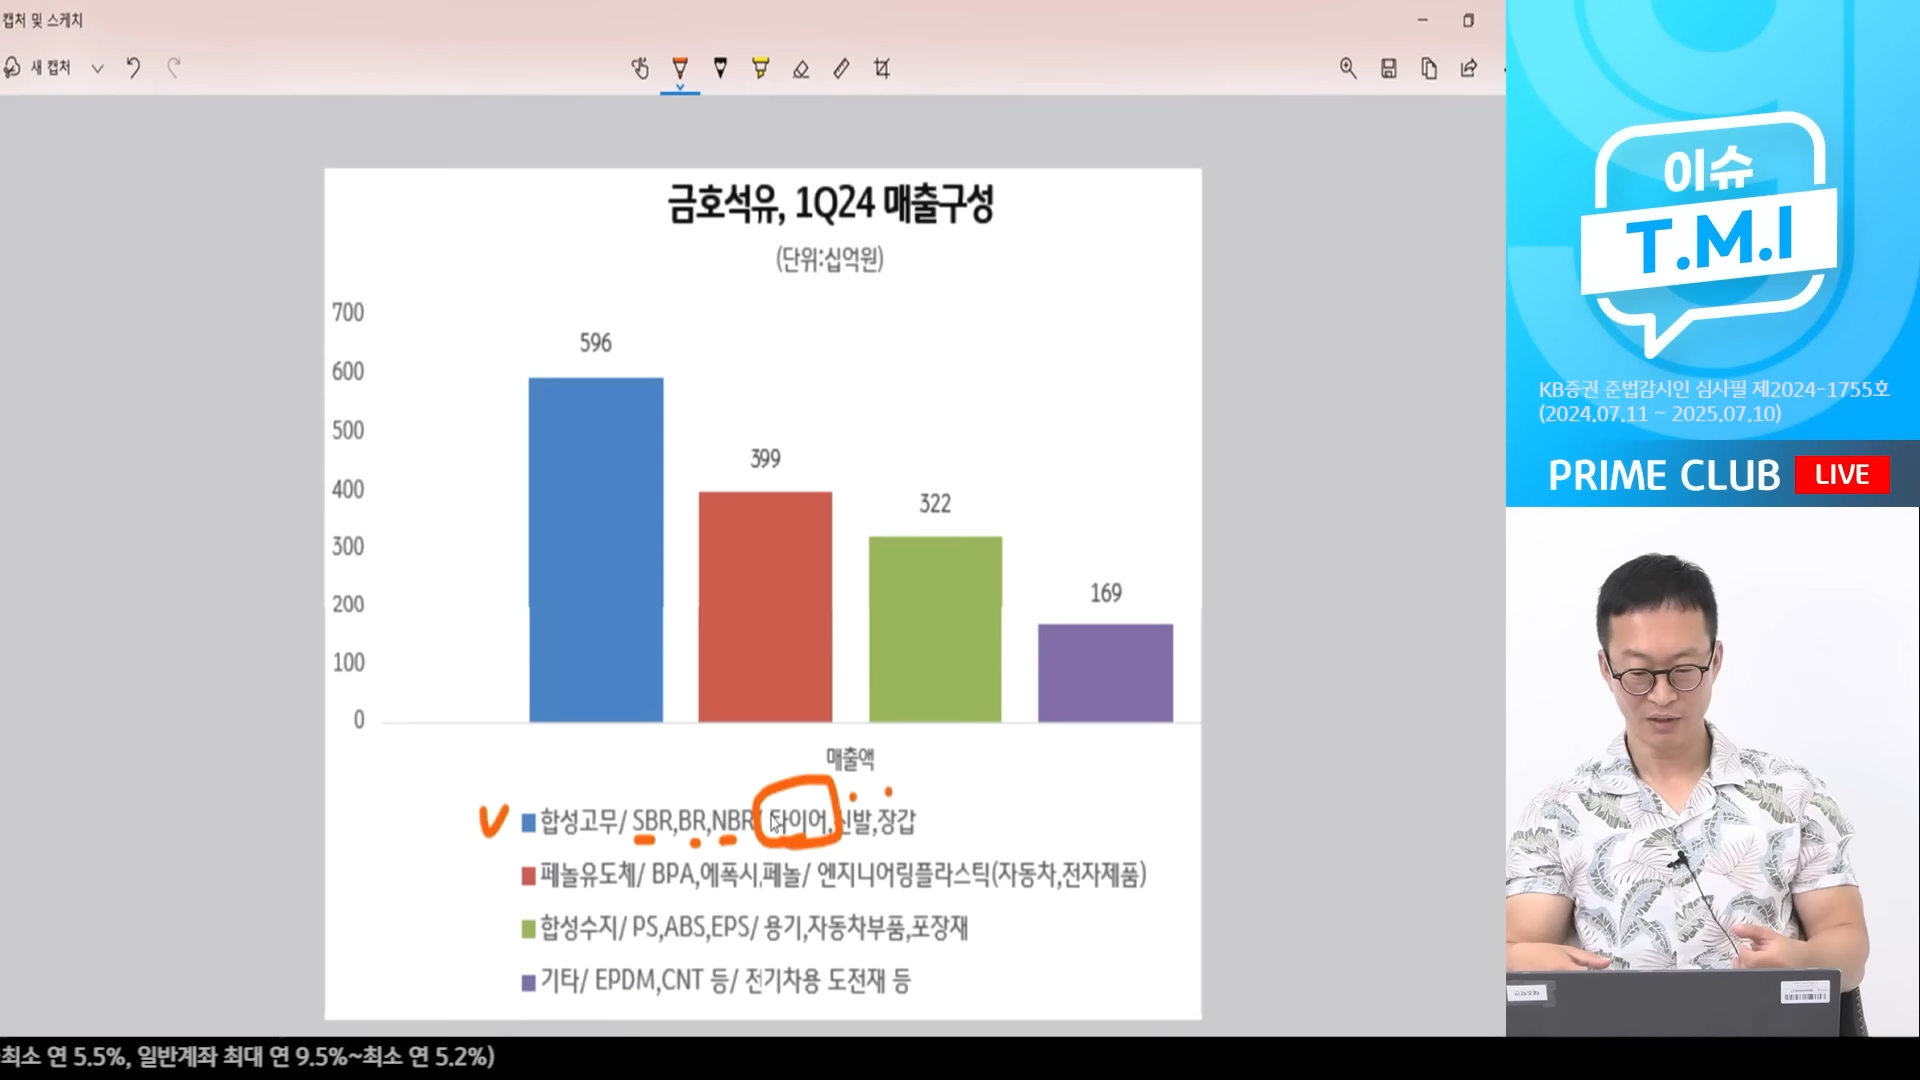 캡처 및 스케치
새 캡처
금호석유, 1Q24 매출구성
(단위:십억원)
700
600
500
400
300
200
100
0
596
399
322
169
매출액
합성고무/ SBR,BR,NBR/ 타이어,신발,장갑
페놀유도체/ BPA,에폭시,페놀/ 엔지니어링플라스틱(자동차,전자제품)
합성수지/ PS,ABS,EPS/ 용기,자동차부품,포장재
기타/ EPDM,CNT 등/ 전기차용 도전재 등
이슈
T.M.I
KB증권 준법감시인 심사필 제2024-1755호
(2024.07.11 ~ 2025.07.10)
PRIME CLUB LIVE
최소 연 5.5%, 일반계좌 최대 연 9.5%~최소 연 5.2%)